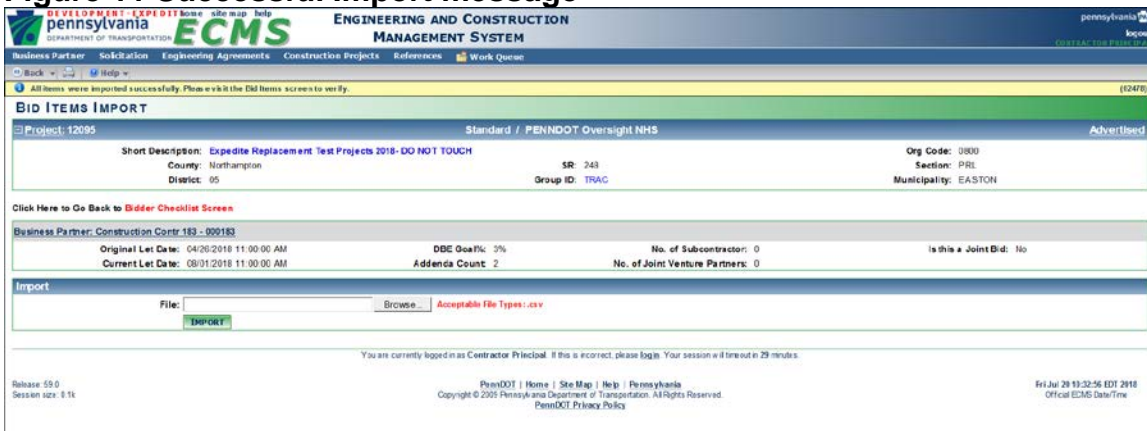 DEVELOPMENT-EXPEDIT home site map help
pennsylvania
DEPARTMENT OF TRANSPORTATION
ECMS
ENGINEERING AND CONSTRUCTION
MANAGEMENT SYSTEM
pennsylvania
CONTRACTOR PRINCIPA
Business Partner Solicitation Engineering Agreements Construction Projects References Work Queue
Back Help
All items were imported successfully. Please visit the Bid Items screen to verify.
BID ITEMS IMPORT
Project: 12095 Standard / PENNDOT Oversight NHS Advertised
Short Description: Expedite Replacement Test Projects 2018- DO NOT TOUCH Org Code: 0800
County: Northampton SR: 248 Section: PRL
District: 05 Group ID: TRAC Municipality: EASTON
Click Here to Go Back to Bidder Checklist Screen
Business Partner: Construction Contr 183 - 000183
Original Let Date: 04/26/2018 11:00:00 AM DBE Goal%: 3% No. of Subcontractor: 0 Is this a Joint Bid: No
Current Let Date: 08/01/2018 11:00:00 AM Addenda Count: 2 No. of Joint Venture Partners: 0
Import
File: Browse... Acceptable File Types: .csv
IMPORT
You are currently logged in as Contractor Principal. If this is incorrect, please login. Your session will timeout in 29 minutes.
Release: 59.0 PennDOT | Home | Site Map | Help | Pennsylvania Fri Jul 20 10:32:56 EDT 2018
Session size: 0.1k Copyright © 2009 Pennsylvania Department of Transportation. All Rights Reserved. Official ECMS Date/Time
PennDOT Privacy Policy